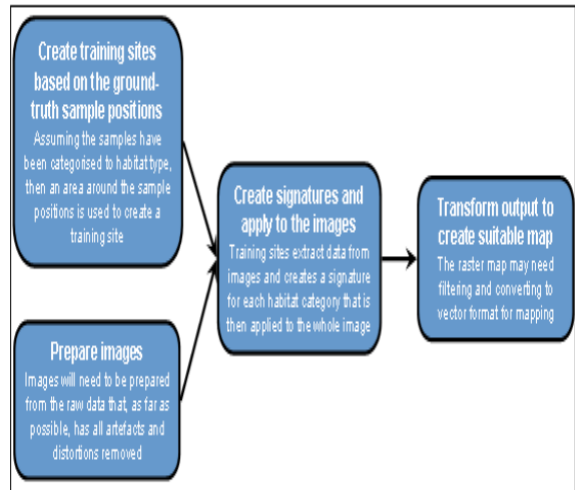 Create training sites
based on the ground-
truth sample positions
Assuming the samples have
been categorised to habitat type,
then an area around the sample
positions is used to create a
training site
Prepare images
Images will need to be prepared
from the raw data that, as far as
possible, has all artefacts and
distortions removed
Create signatures and
apply to the images
Training sites extract data from
images and creates a signature
for each habitat category that is
then applied to the whole image
Transform output to
create suitable map
The raster map may need
filtering and converting to
vector format for mapping